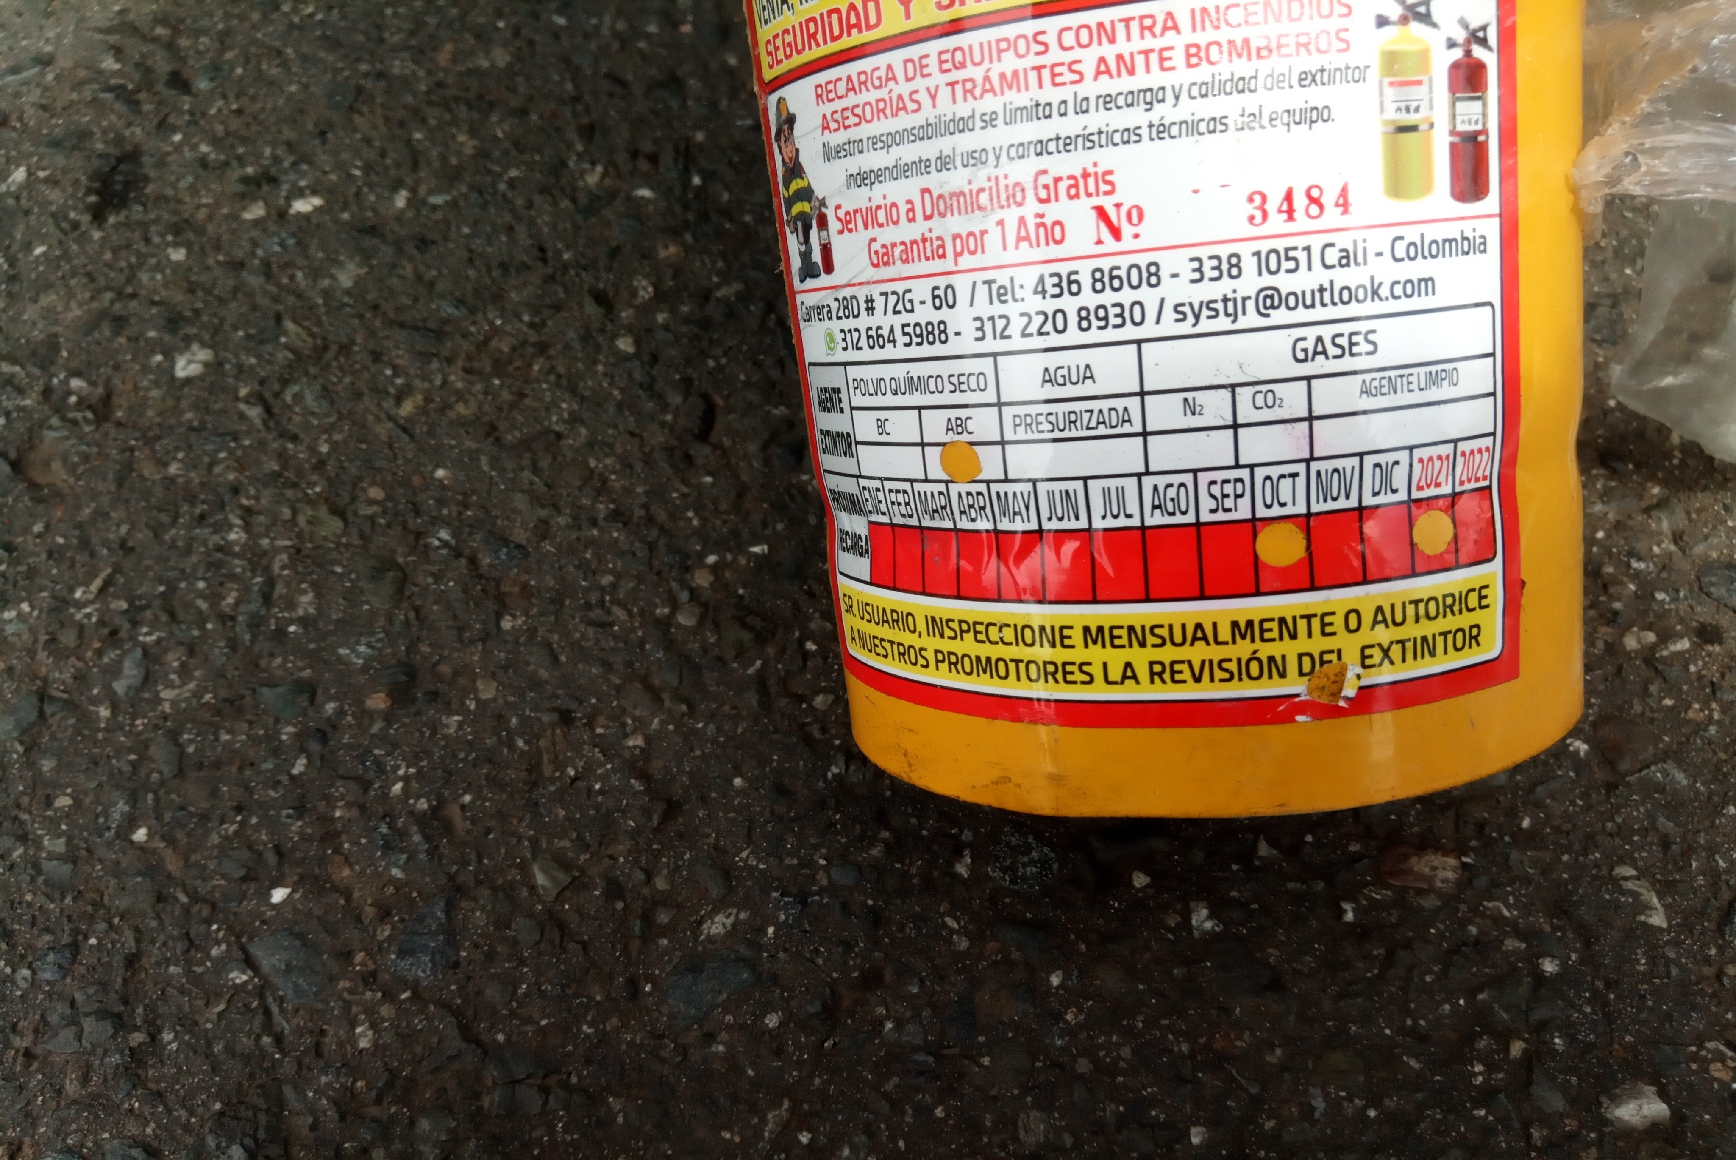 VENTA,
SEGURIDAD Y
RECARGA DE EQUIPOS CONTRA INCENDIOS
ASESORÍAS Y TRÁMITES ANTE BOMBEROS
Nuestra responsabilidad se limita a la recarga y calidad del extintor
independiente del uso y características técnicas del equipo.
Servicio a Domicilio Gratis
Garantia por 1 Año Nº 3484
Carrera 28D # 72G - 60 / Tel: 436 8608 - 338 1051 Cali - Colombia
312 664 5988 - 312 220 8930 / systjr@outlook.com
AGENTE EXTINTOR
POLVO QUÍMICO SECO AGUA PRESURIZADA GASES
BC ABC N2 CO2 AGENTE LIMPIO
PRÓXIMA RECARGA
ENE FEB MAR ABR MAY JUN JUL AGO SEP OCT NOV DIC 2021 2022
SR. USUARIO, INSPECCIONE MENSUALMENTE O AUTORICE
A NUESTROS PROMOTORES LA REVISIÓN DEL EXTINTOR